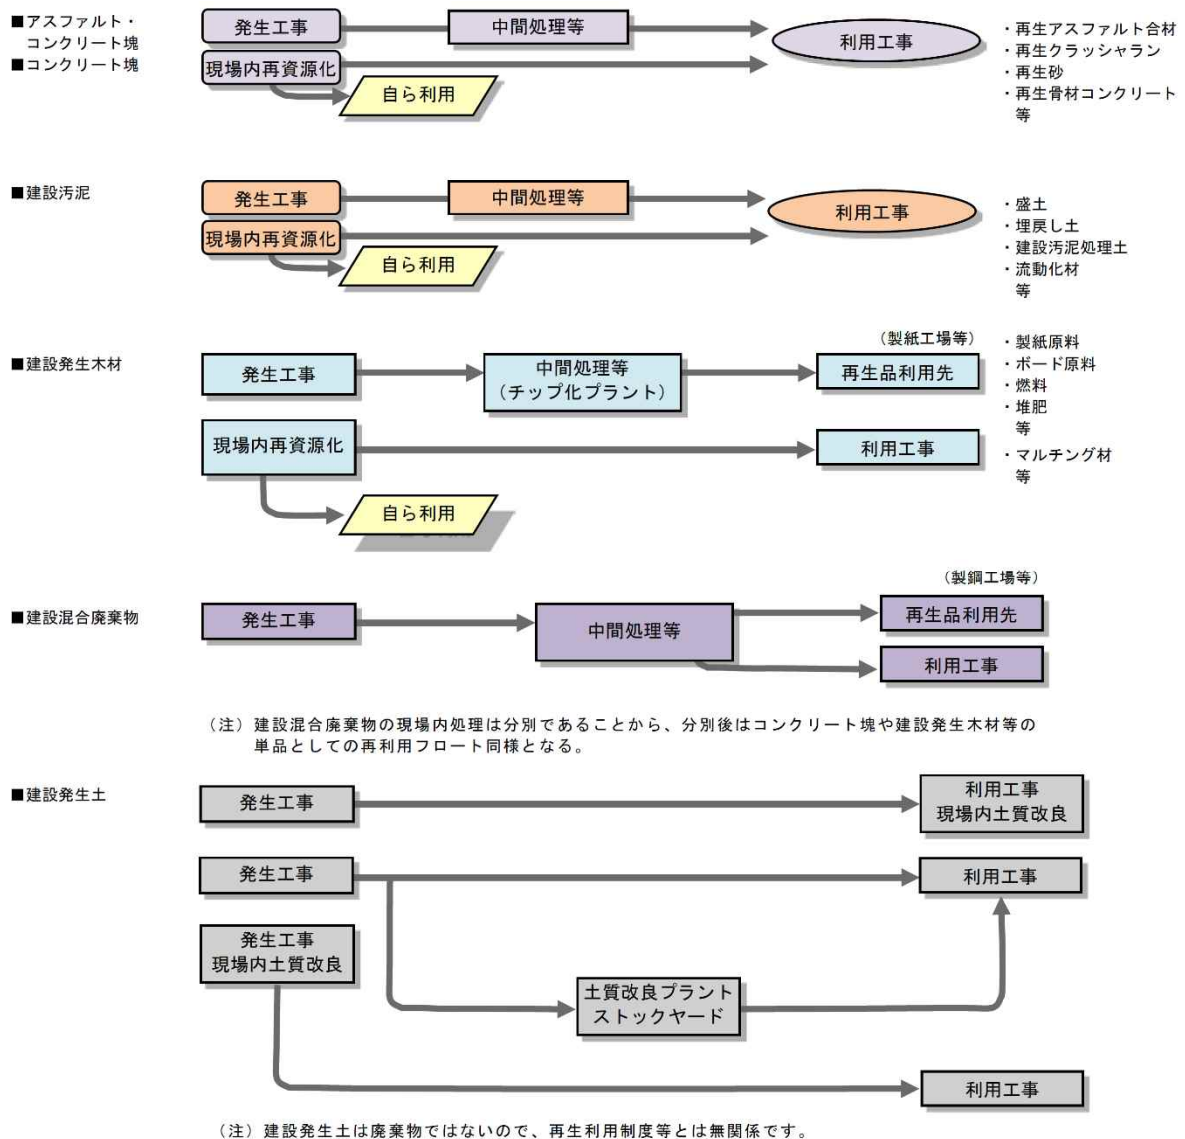 ■アスファルト・
コンクリート塊
■コンクリート塊
発生工事
中間処理等
利用工事
現場内再資源化
自ら利用
・再生アスファルト合材
・再生クラッシャラン
・再生砂
・再生骨材コンクリート
等
■建設汚泥
発生工事
中間処理等
利用工事
現場内再資源化
自ら利用
・盛土
・埋戻し土
・建設汚泥処理土
・流動化材
等
■建設発生木材
発生工事
中間処理等
（チップ化プラント）
（製紙工場等）
再生品利用先
・製紙原料
・ボード原料
・燃料
・堆肥
等
現場内再資源化
利用工事
・マルチング材
等
自ら利用
■建設混合廃棄物
発生工事
中間処理等
（製鋼工場等）
再生品利用先
利用工事
（注）建設混合廃棄物の現場内処理は分別であることから、分別後はコンクリート塊や建設発生木材等の
単品としての再利用フロート同様となる。
■建設発生土
発生工事
利用工事
現場内土質改良
発生工事
利用工事
発生工事
現場内土質改良
土質改良プラント
ストックヤード
利用工事
（注）建設発生土は廃棄物ではないので、再生利用制度等とは無関係です。